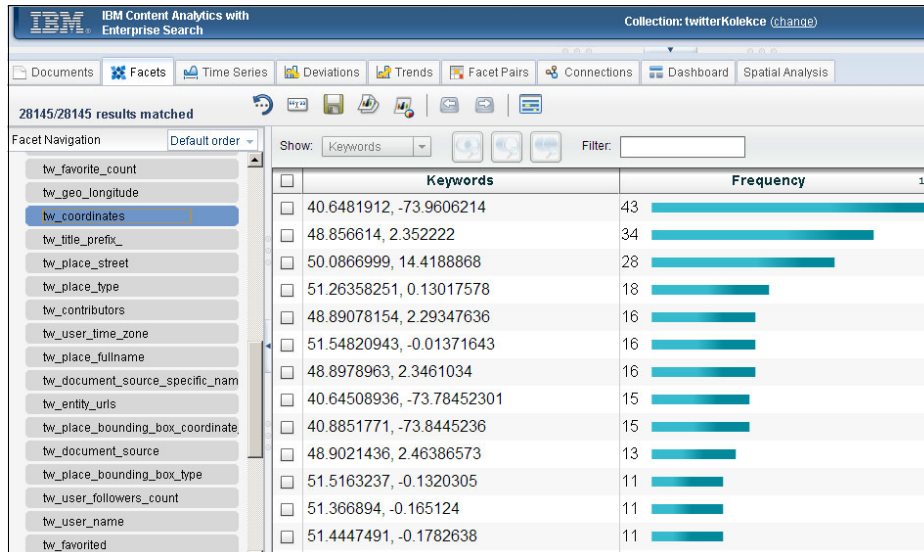 IBM
IBM Content Analytics with
Enterprise Search
Collection: twitterKolekce (change)
Documents
Facets
Time Series
Deviations
Trends
Facet Pairs
Connections
Dashboard
Spatial Analysis
28145/28145 results matched
Facet Navigation
Default order
Show:
Keywords
Filter:
tw_favorite_count
tw_geo_longitude
tw_coordinates
tw_title_prefix_
tw_place_street
tw_place_type
tw_contributors
tw_user_time_zone
tw_place_fullname
tw_document_source_specific_nam
tw_entity_urls
tw_place_bounding_box_coordinate
tw_document_source
tw_place_bounding_box_type
tw_user_followers_count
tw_user_name
tw_favorited
Keywords Frequency 1
40.6481912, -73.9606214 43
48.856614, 2.352222 34
50.0866999, 14.4188868 28
51.26358251, 0.13017578 18
48.89078154, 2.29347636 16
51.54820943, -0.01371643 16
48.8978963, 2.3461034 16
40.64508936, -73.78452301 15
40.8851771, -73.8445236 15
48.9021436, 2.46386573 13
51.5163237, -0.1320305 11
51.366894, -0.165124 11
51.4447491, -0.1782638 11